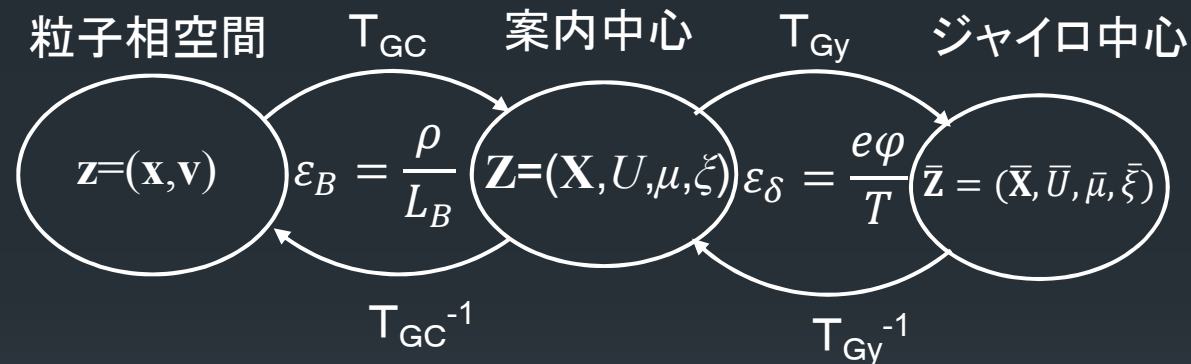 粒子相空間 T_GC 案内中心 T_Gy ジャイロ中心
z=(x,v) ε_B = ρ/L_B Z=(X,U,μ,ξ) ε_δ = eφ/T Z̄ = (X̄, Ū, μ̄, ξ̄)
T_GC^-1 T_Gy^-1